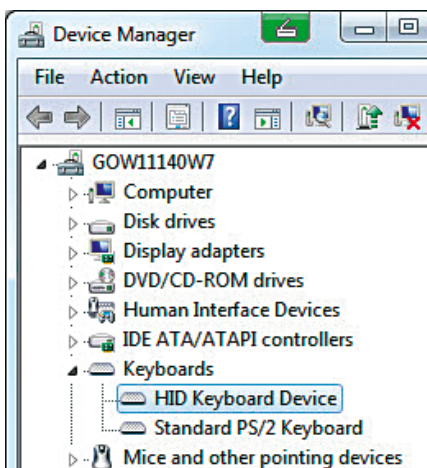 Device Manager
File Action View Help
GOW11140W7
Computer
Disk drives
Display adapters
DVD/CD-ROM drives
Human Interface Devices
IDE ATA/ATAPI controllers
Keyboards
HID Keyboard Device
Standard PS/2 Keyboard
Mice and other pointing devices